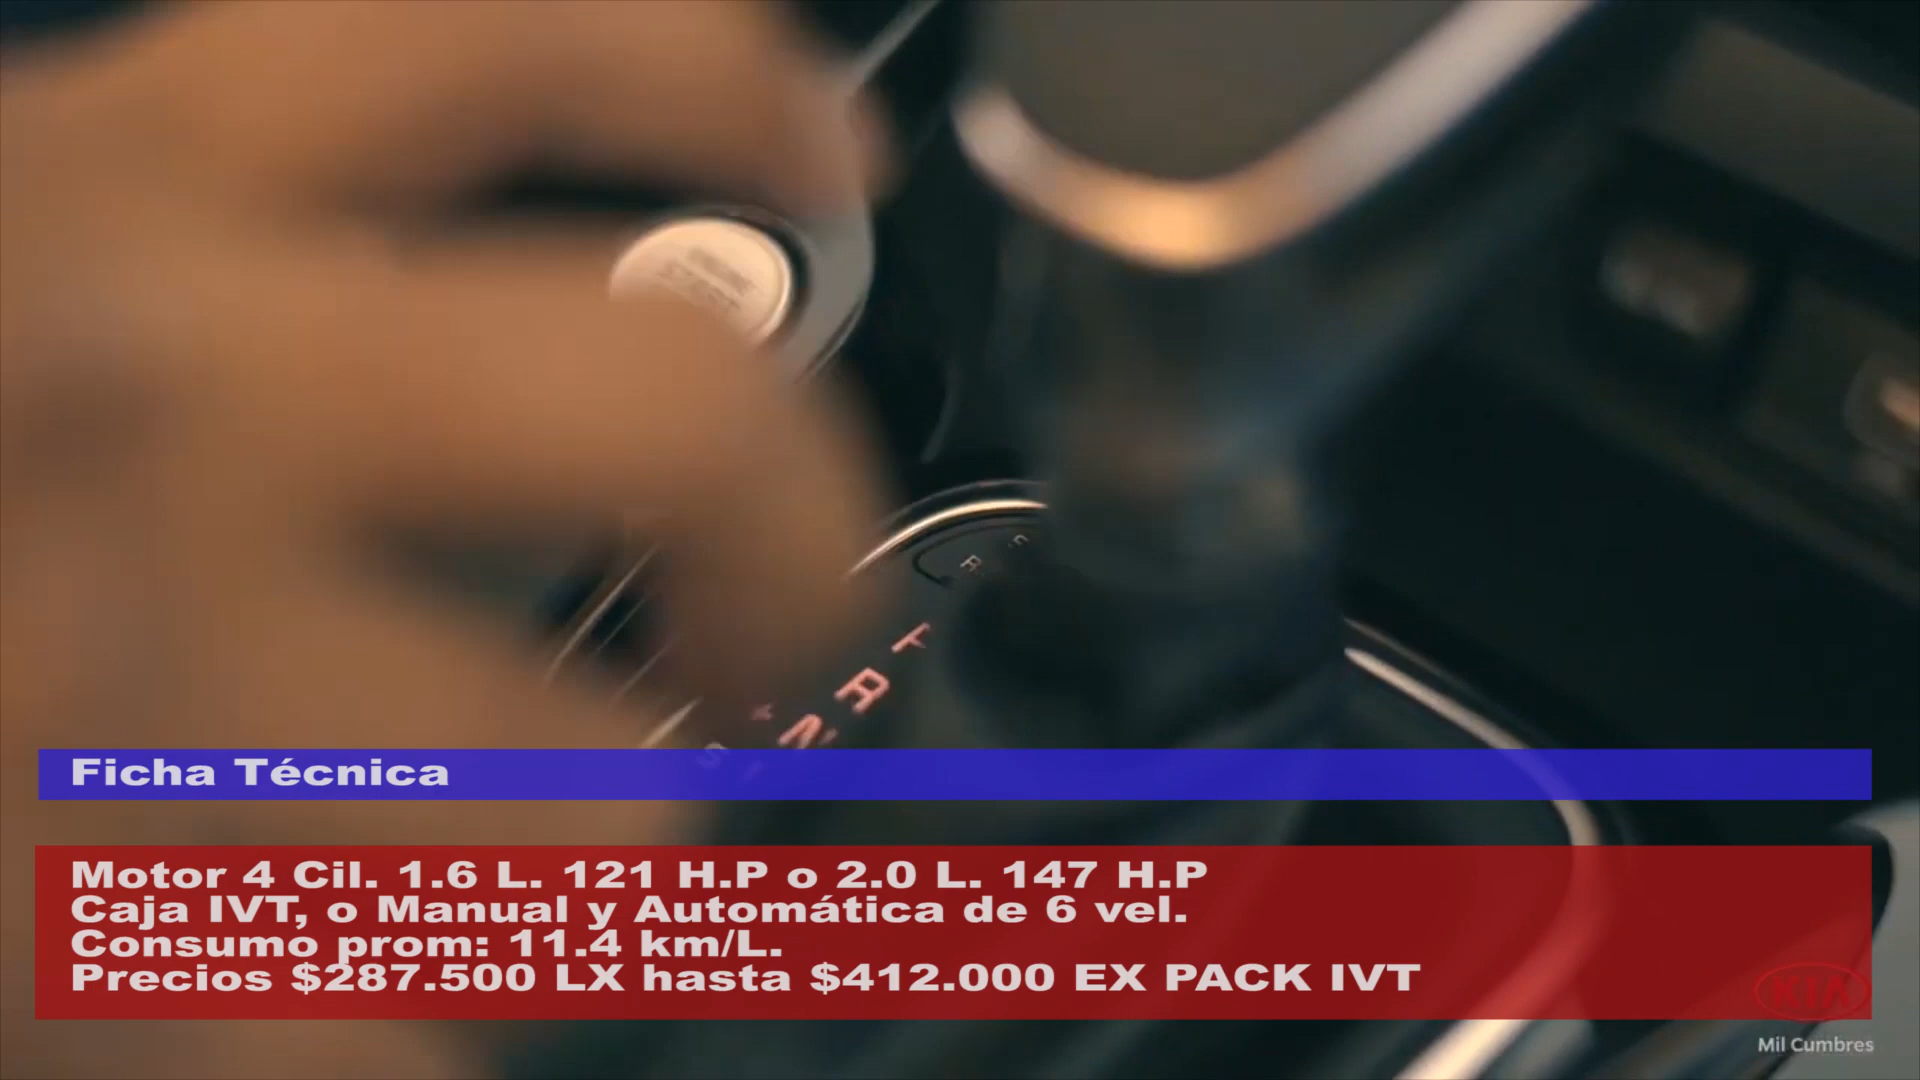 R
P
R
N
Ficha Técnica
Motor 4 Cil. 1.6 L. 121 H.P o 2.0 L. 147 H.P
Caja IVT, o Manual y Automática de 6 vel.
Consumo prom: 11.4 km/L.
Precios $287.500 LX hasta $412.000 EX PACK IVT
KIA
Mil Cumbres